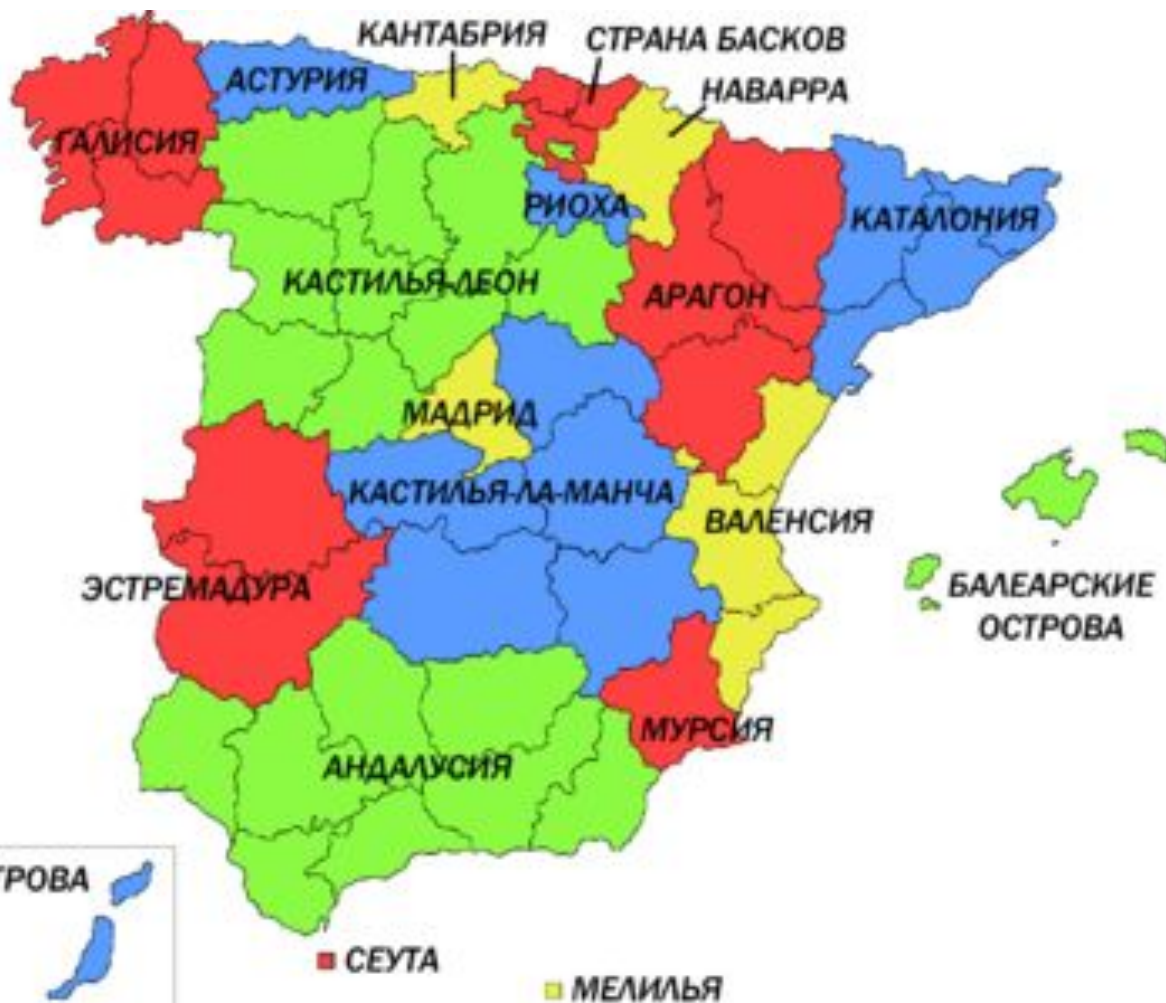 КАНТАБРИЯ
СТРАНА БАСКОВ
АСТУРИЯ
НАВАРРА
ГАЛИСИЯ
РИОХА
КАТАЛОНИЯ
КАСТИЛЬЯ-ЛЕОН
АРАГОН
МАДРИД
КАСТИЛЬЯ-ЛА-МАНЧА
ВАЛЕНСИЯ
ЭСТРЕМАДУРА
БАЛЕАРСКИЕ
ОСТРОВА
МУРСИЯ
АНДАЛУСИЯ
ТРОВА
СЕУТА
МЕЛИЛЬЯ